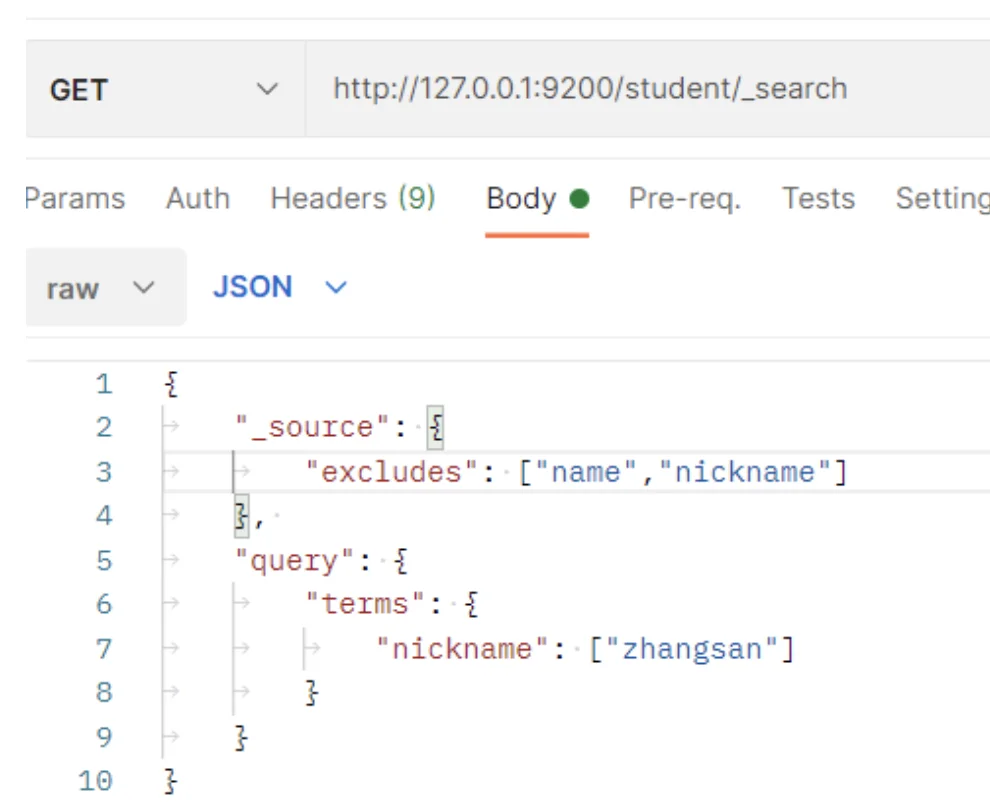 GET http://127.0.0.1:9200/student/_search
Params Auth Headers (9) Body Pre-req. Tests Setting
raw JSON
1 {
2 "_source": {
3 "excludes": ["name","nickname"]
4 },
5 "query": {
6 "terms": {
7 "nickname": ["zhangsan"]
8 }
9 }
10 }